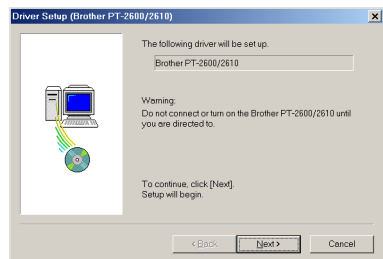 Driver Setup (Brother PT-2600/2610)
The following driver will be set up.
Brother PT-2600/2610
Warning:
Do not connect or turn on the Brother PT-2600/2610 until
you are directed to.
To continue, click [Next].
Setup will begin.
< Back
Next >
Cancel